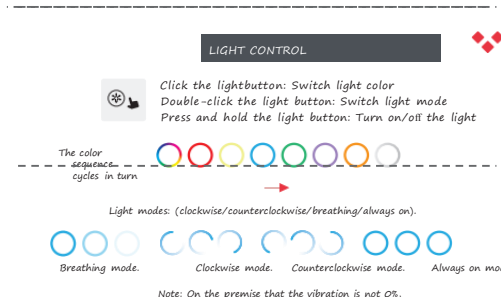 LIGHT CONTROL
Click the lightbutton: Switch light color
Double-click the light button: Switch light mode
Press and hold the light button: Turn on/off the light
The color
sequence
cycles in turn
Light modes: (clockwise/counterclockwise/breathing/always on).
Breathing mode. Clockwise mode. Counterclockwise mode. Always on mo
Note: On the premise that the vibration is not 0%.